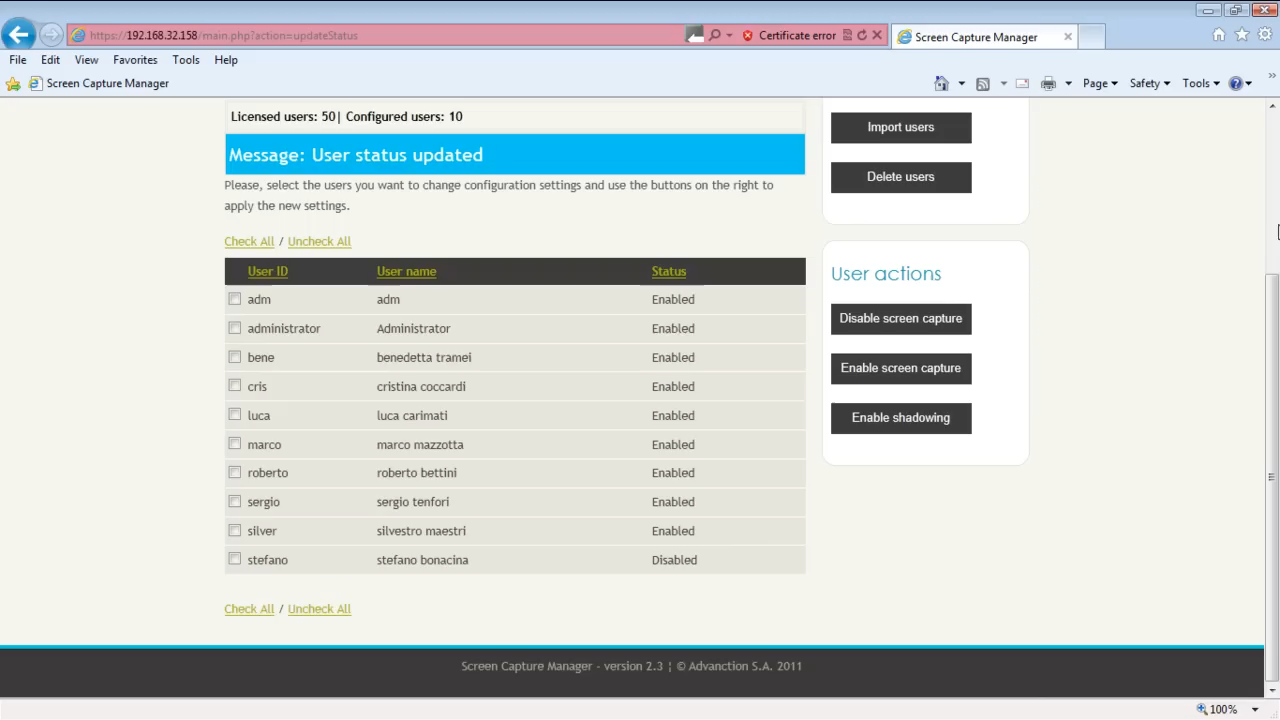 https://192.168.32.158/main.php?action=updateStatus
Certificate error
Screen Capture Manager
File Edit View Favorites Tools Help
Screen Capture Manager
Page Safety Tools
Licensed users: 50| Configured users: 10
Import users
Message: User status updated
Delete users
Please, select the users you want to change configuration settings and use the buttons on the right to
apply the new settings.
Check All / Uncheck All
User ID User name Status
adm adm Enabled
administrator Administrator Enabled
bene benedetta tramei Enabled
cris cristina coccardi Enabled
luca luca carimati Enabled
marco marco mazzotta Enabled
roberto roberto bettini Enabled
sergio sergio tenfori Enabled
silver silvestro maestri Enabled
stefano stefano bonacina Disabled
User actions
Disable screen capture
Enable screen capture
Enable shadowing
Check All / Uncheck All
Screen Capture Manager - version 2.3 ¦ © Advanction S.A. 2011
100%